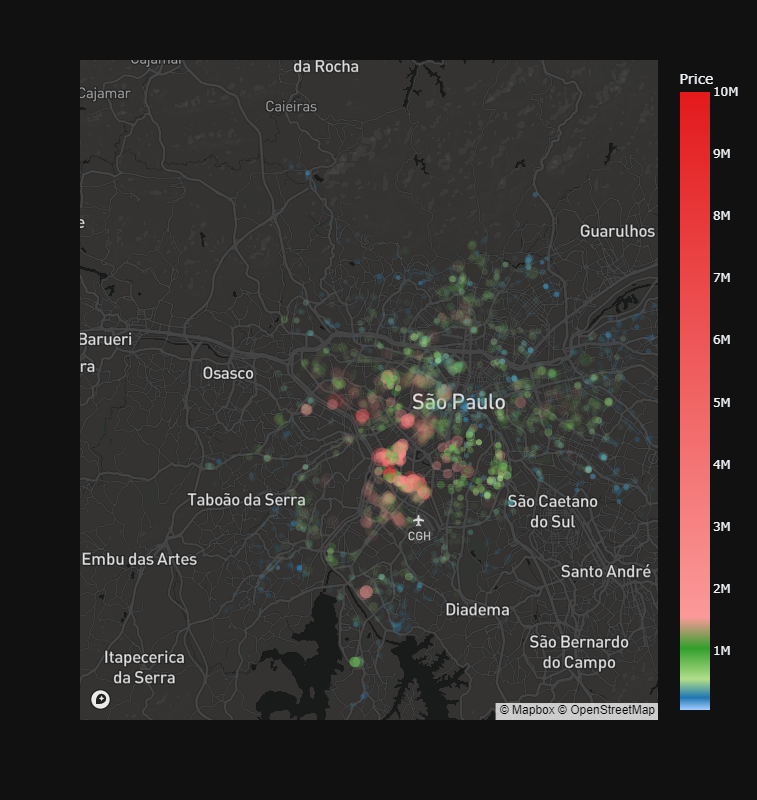 Cajamar
da Rocha
Cajamar
Caieiras
e
Guarulhos
Barueri
ra
Osasco
São Paulo
Taboão da Serra
São Caetano
do Sul
CGH
Embu das Artes
Santo André
Diadema
São Bernardo
do Campo
Itapecerica
da Serra
© Mapbox © OpenStreetMap
Price
10M
9M
8M
7M
6M
5M
4M
3M
2M
1M